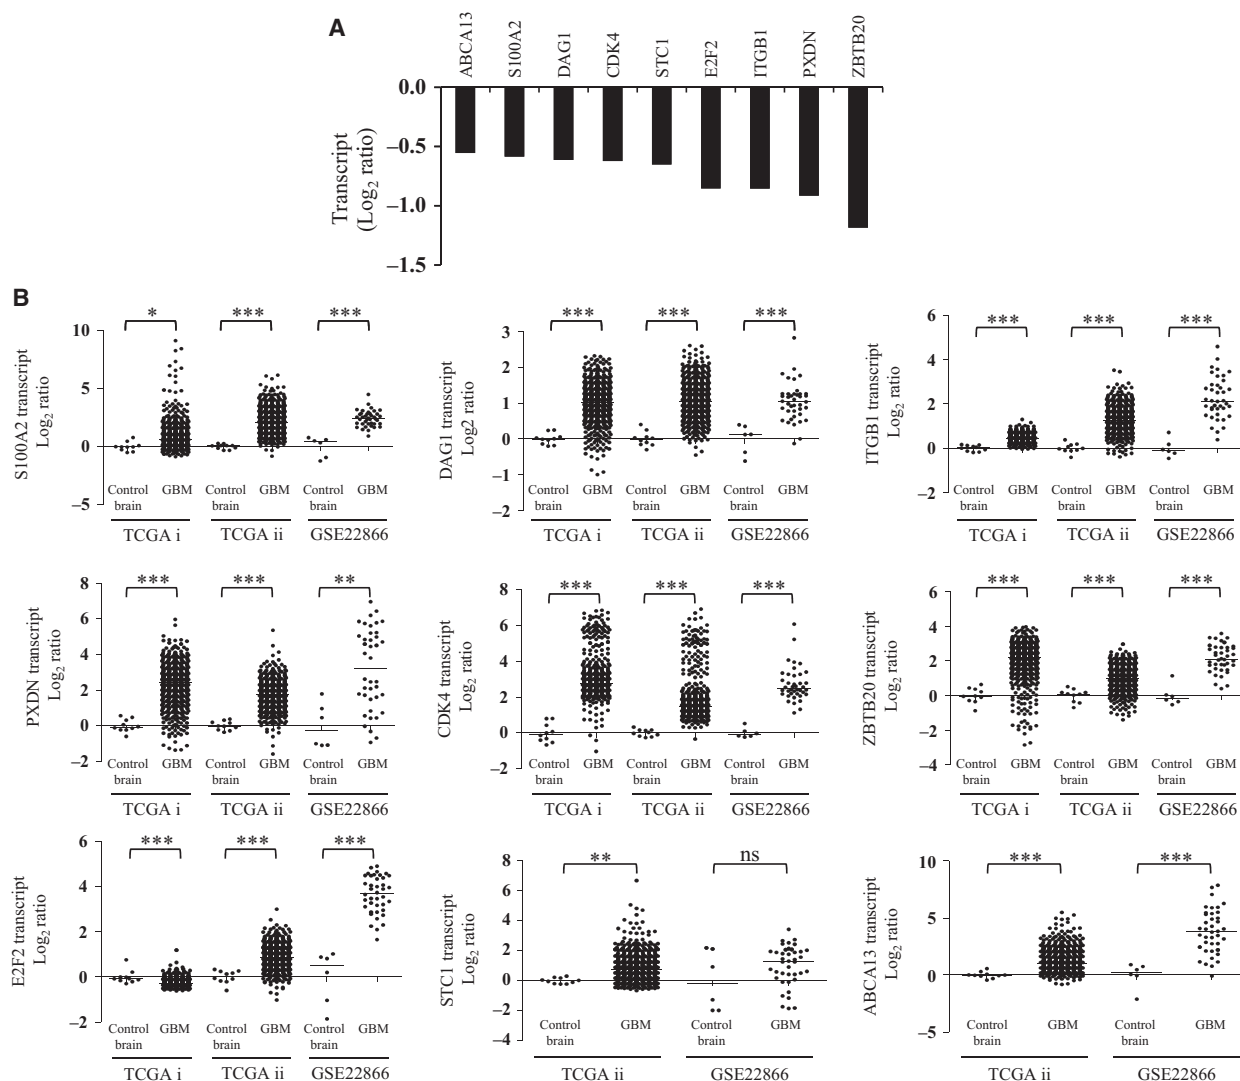 A
ABCA13
S100A2
DAG1
CDK4
STC1
E2F2
ITGB1
PXDN
ZBTB20
Transcript
(Log2 ratio)
0.0
–0.5
–1.0
–1.5
B
S100A2 transcript
Log2 ratio
10
5
0
–5
*
***
***
Control
brain
GBM
Control
brain
GBM
Control
brain
GBM
TCGA i
TCGA ii
GSE22866
DAG1 transcript
Log2 ratio
3
2
1
0
–1
–2
***
***
***
Control
brain
GBM
Control
brain
GBM
Control
brain
GBM
TCGA i
TCGA ii
GSE22866
ITGB1 transcript
Log2 ratio
6
4
2
0
–2
***
***
***
Control
brain
GBM
Control
brain
GBM
Control
brain
GBM
TCGA i
TCGA ii
GSE22866
PXDN transcript
Log2 ratio
8
6
4
2
0
–2
***
***
**
Control
brain
GBM
Control
brain
GBM
Control
brain
GBM
TCGA i
TCGA ii
GSE22866
CDK4 transcript
Log2 ratio
8
6
4
2
0
–2
***
***
***
Control
brain
GBM
Control
brain
GBM
Control
brain
GBM
TCGA i
TCGA ii
GSE22866
ZBTB20 transcript
Log2 ratio
6
4
2
0
–2
–4
***
***
***
Control
brain
GBM
Control
brain
GBM
Control
brain
GBM
TCGA i
TCGA ii
GSE22866
E2F2 transcript
Log2 ratio
6
4
2
0
–2
***
***
***
Control
brain
GBM
Control
brain
GBM
Control
brain
GBM
TCGA i
TCGA ii
GSE22866
STC1 transcript
Log2 ratio
8
6
4
2
0
–2
–4
**
ns
Control
brain
GBM
Control
brain
GBM
TCGA ii
GSE22866
ABCA13 transcript
Log2 ratio
10
5
0
–5
***
***
Control
brain
GBM
Control
brain
GBM
TCGA ii
GSE22866